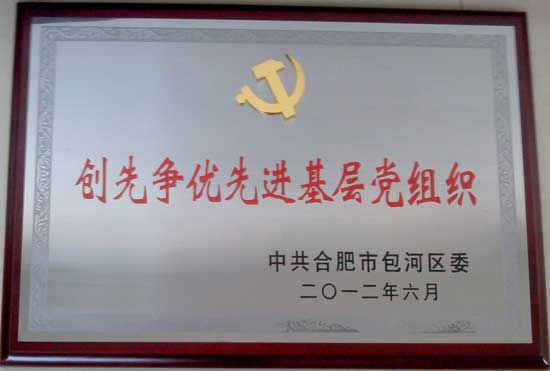 创先争优先进基层党组织
中共合肥市包河区委
二〇一二年六月